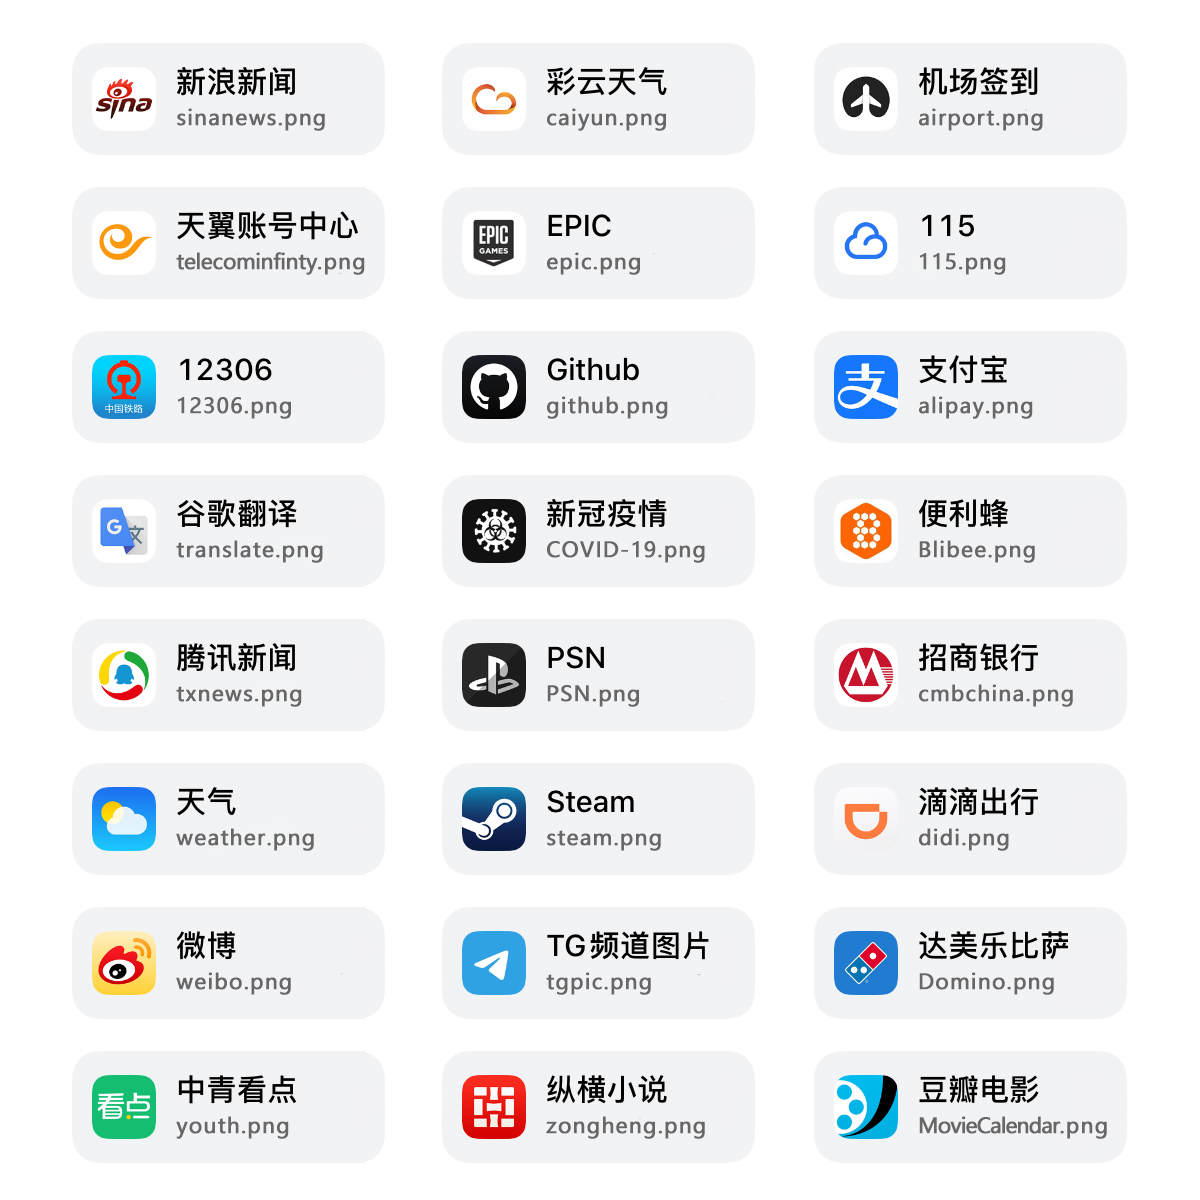 sina
新浪新闻
sinanews.png
彩云天气
caiyun.png
机场签到
airport.png
天翼账号中心
telecominfinty.png
EPIC
GAMES
EPIC
epic.png
115
115.png
中国铁路
12306
12306.png
Github
github.png
支
支付宝
alipay.png
G
文
谷歌翻译
translate.png
新冠疫情
COVID-19.png
便利蜂
Blibee.png
腾讯新闻
txnews.png
PSN
PSN.png
招商银行
cmbchina.png
天气
weather.png
Steam
steam.png
滴滴出行
didi.png
微博
weibo.png
TG频道图片
tgpic.png
达美乐比萨
Domino.png
看点
中青看点
youth.png
纵横小说
zongheng.png
豆瓣电影
MovieCalendar.png